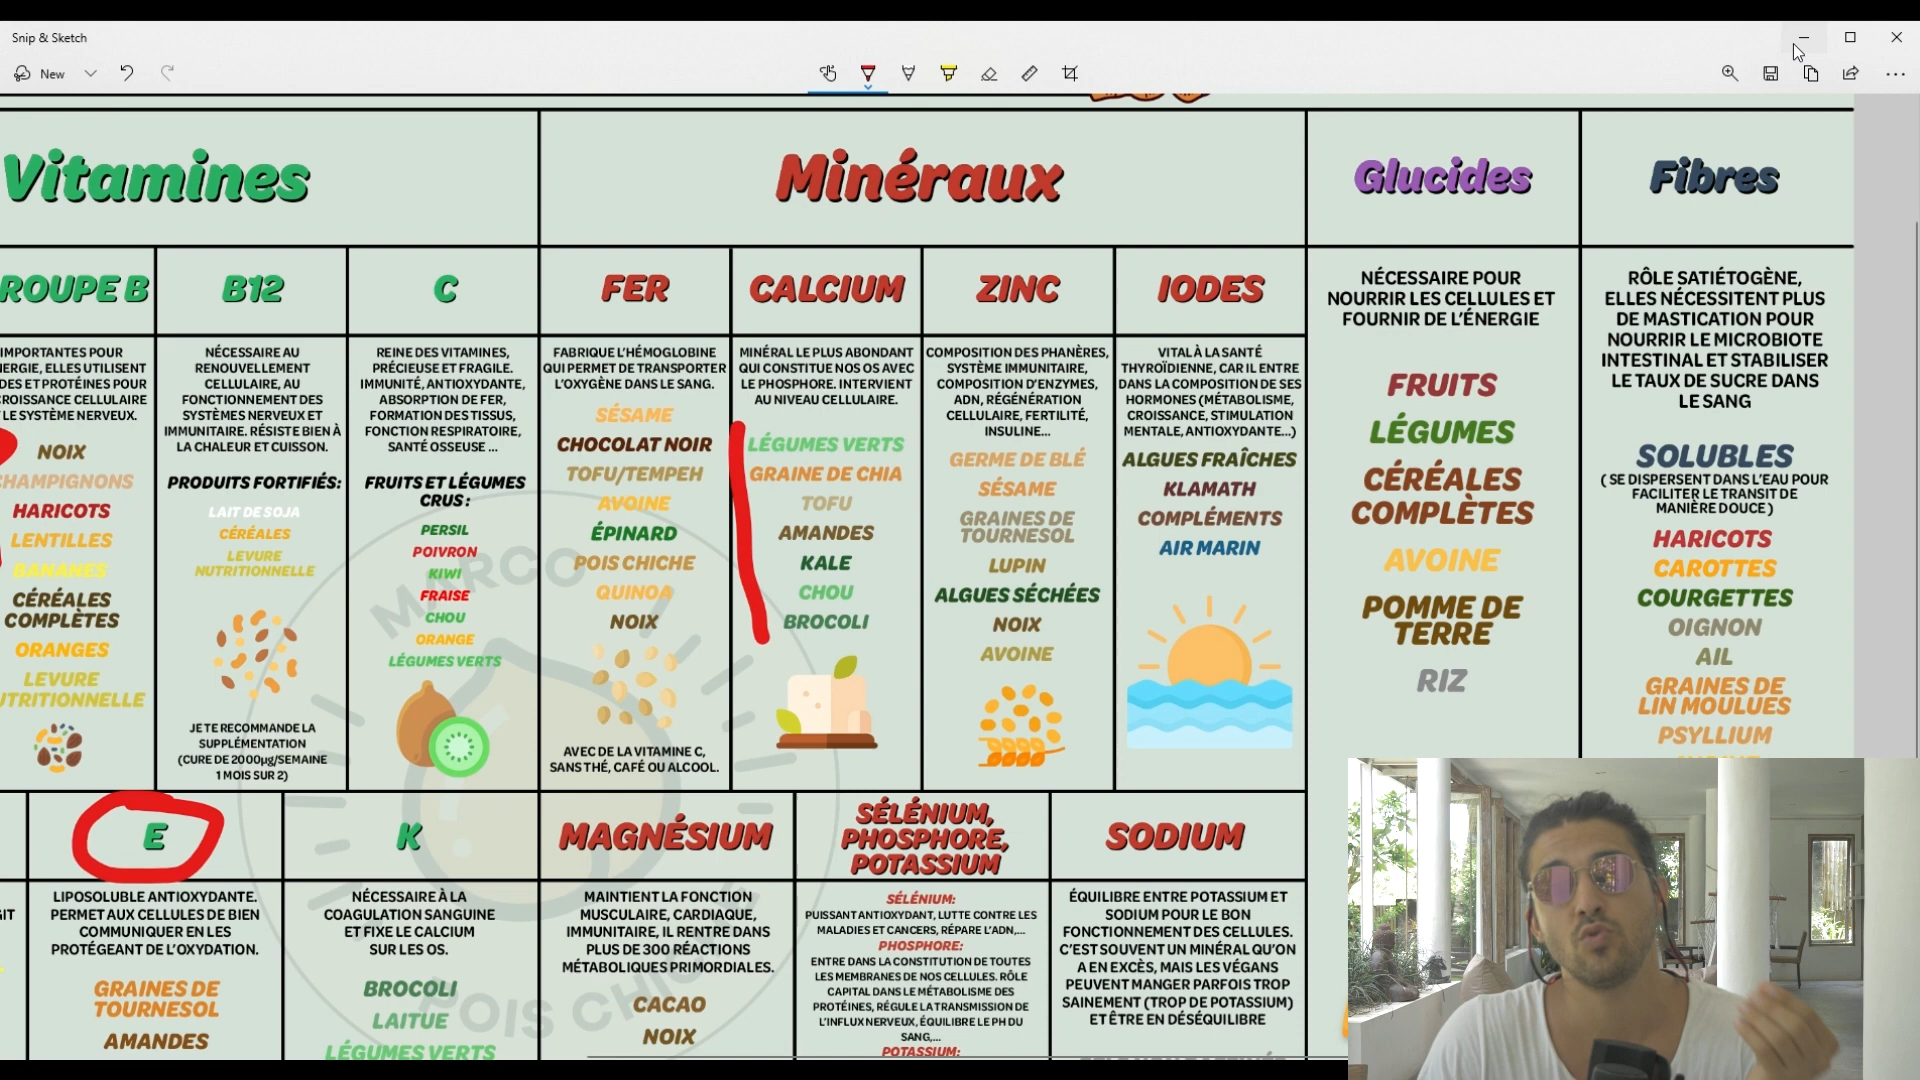 Snip & Sketch
New
Vitamines
Minéraux
Glucides
Fibres
ROUPE B
B12
C
FER
CALCIUM
ZINC
IODES
IMPORTANTES POUR
NERGIE, ELLES UTILISENT
DES ET PROTÉINES POUR
CROISSANCE CELLULAIRE
LE SYSTÈME NERVEUX.
NOIX
CHAMPIGNONS
HARICOTS
LENTILLES
BANANES
CÉRÉALES
COMPLÈTES
ORANGES
LEVURE
UTRITIONNELLE
NÉCESSAIRE AU
RENOUVELLEMENT
CELLULAIRE, AU
FONCTIONNEMENT DES
SYSTÈMES NERVEUX ET
IMMUNITAIRE. RÉSISTE BIEN À
LA CHALEUR ET CUISSON.
PRODUITS FORTIFIÉS:
LAIT DE SOJA
CÉRÉALES
LEVURE
NUTRITIONNELLE
JE TE RECOMMANDE LA
SUPPLÉMENTATION
(CURE DE 2000µg/SEMAINE
1 MOIS SUR 2)
REINE DES VITAMINES,
PRÉCIEUSE ET FRAGILE.
IMMUNITÉ, ANTIOXYDANTE,
ABSORPTION DE FER,
FORMATION DES TISSUS,
FONCTION RESPIRATOIRE,
SANTÉ OSSEUSE ...
FRUITS ET LÉGUMES
CRUS :
PERSIL
POIVRON
KIWI
FRAISE
CHOU
ORANGE
LÉGUMES VERTS
FABRIQUE L'HÉMOGLOBINE
QUI PERMET DE TRANSPORTER
L'OXYGÈNE DANS LE SANG.
SÉSAME
CHOCOLAT NOIR
TOFU/TEMPEH
AVOINE
ÉPINARD
POIS CHICHE
QUINOA
NOIX
AVEC DE LA VITAMINE C,
SANS THÉ, CAFÉ OU ALCOOL.
MINÉRAL LE PLUS ABONDANT
QUI CONSTITUE NOS OS AVEC
LE PHOSPHORE. INTERVIENT
AU NIVEAU CELLULAIRE.
LÉGUMES VERTS
GRAINE DE CHIA
TOFU
AMANDES
KALE
CHOU
BROCOLI
COMPOSITION DES PHANÈRES,
SYSTÈME IMMUNITAIRE,
COMPOSITION D'ENZYMES,
ADN, RÉGÉNÉRATION
CELLULAIRE, FERTILITÉ,
INSULINE...
GERME DE BLÉ
SÉSAME
GRAINES DE
TOURNESOL
LUPIN
ALGUES SÉCHÉES
NOIX
AVOINE
VITAL À LA SANTÉ
THYROÏDIENNE, CAR IL ENTRE
DANS LA COMPOSITION DE SES
HORMONES (MÉTABOLISME,
CROISSANCE, STIMULATION
MENTALE, ANTIOXYDANTE...)
ALGUES FRAÎCHES
KLAMATH
COMPLÉMENTS
AIR MARIN
NÉCESSAIRE POUR
NOURRIR LES CELLULES ET
FOURNIR DE L'ÉNERGIE
FRUITS
LÉGUMES
CÉRÉALES
COMPLÈTES
AVOINE
POMME DE
TERRE
RIZ
RÔLE SATIÉTOGÈNE,
ELLES NÉCESSITENT PLUS
DE MASTICATION POUR
NOURRIR LE MICROBIOTE
INTESTINAL ET STABILISER
LE TAUX DE SUCRE DANS
LE SANG
SOLUBLES
( SE DISPERSENT DANS L'EAU POUR
FACILITER LE TRANSIT DE
MANIÈRE DOUCE )
HARICOTS
CAROTTES
COURGETTES
OIGNON
AIL
GRAINES DE
LIN MOULUES
PSYLLIUM
MARCO
POIS CHICHE
E
K
MAGNÉSIUM
SÉLÉNIUM,
PHOSPHORE,
POTASSIUM
SODIUM
GIT
LIPOSOLUBLE ANTIOXYDANTE.
PERMET AUX CELLULES DE BIEN
COMMUNIQUER EN LES
PROTÉGEANT DE L'OXYDATION.
GRAINES DE
TOURNESOL
AMANDES
NÉCESSAIRE À LA
COAGULATION SANGUINE
ET FIXE LE CALCIUM
SUR LES OS.
BROCOLI
LAITUE
LÉGUMES VERTS
MAINTIENT LA FONCTION
MUSCULAIRE, CARDIAQUE,
IMMUNITAIRE, IL RENTRE DANS
PLUS DE 300 RÉACTIONS
MÉTABOLIQUES PRIMORDIALES.
CACAO
NOIX
SÉLÉNIUM:
PUISSANT ANTIOXYDANT, LUTTE CONTRE LES
MALADIES ET CANCERS, RÉPARE L'ADN,...
PHOSPHORE:
ENTRE DANS LA CONSTITUTION DE TOUTES
LES MEMBRANES DE NOS CELLULES. RÔLE
CAPITAL DANS LE MÉTABOLISME DES
PROTÉINES, RÉGULE LA TRANSMISSION DE
L'INFLUX NERVEUX, ÉQUILIBRE LE PH DU
SANG,...
POTASSIUM:
ÉQUILIBRE ENTRE POTASSIUM ET
SODIUM POUR LE BON
FONCTIONNEMENT DES CELLULES.
C'EST SOUVENT UN MINÉRAL QU'ON
A EN EXCÈS, MAIS LES VÉGANS
PEUVENT MANGER PARFOIS TROP
SAINEMENT (TROP DE POTASSIUM)
ET ÊTRE EN DÉSÉQUILIBRE